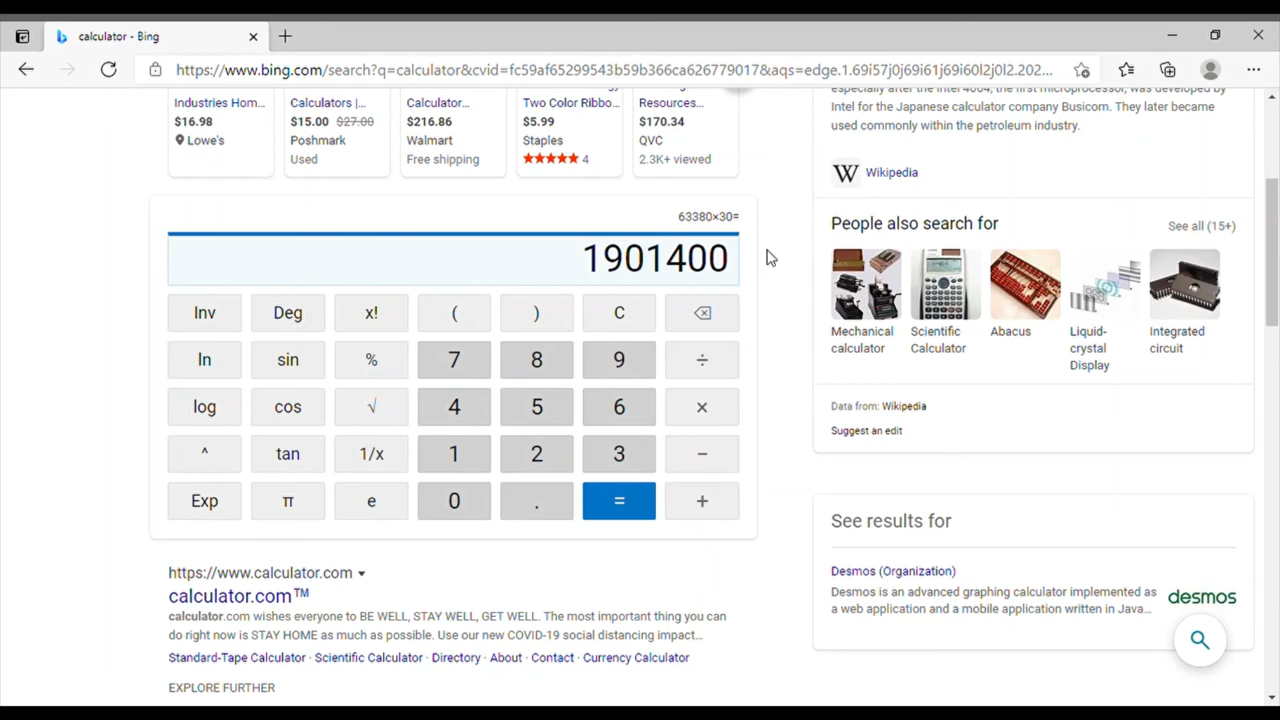 calculator - Bing
https://www.bing.com/search?q=calculator&cvid=fc59af65299543b59b366ca626779017&aqs=edge.1.69i57j0j69i61j69i60l2j0l2.202...
Industries Hom...
$16.98
Lowe's
Calculators |...
$15.00 $27.00
Poshmark
Used
Calculator...
$216.86
Walmart
Free shipping
Two Color Ribbo...
$5.99
Staples
4
Resources...
$170.34
QVC
2.3K+ viewed
63380×30=
1901400
Inv Deg x! ( ) C
ln sin % 7 8 9 ÷
log cos √ 4 5 6 ×
^ tan 1/x 1 2 3 −
Exp π e 0 . = +
https://www.calculator.com
calculator.com™
calculator.com wishes everyone to BE WELL, STAY WELL, GET WELL. The most important thing you can
do right now is STAY HOME as much as possible. Use our new COVID-19 social distancing impact...
Standard-Tape Calculator · Scientific Calculator · Directory · About · Contact · Currency Calculator
EXPLORE FURTHER
especially after the Intel 4004, the first microprocessor, was developed by
Intel for the Japanese calculator company Busicom. They later became
used commonly within the petroleum industry.
W Wikipedia
People also search for
See all (15+)
Mechanical
calculator
Scientific
Calculator
Abacus
Liquid-
crystal
Display
Integrated
circuit
Data from: Wikipedia
Suggest an edit
See results for
Desmos (Organization)
Desmos is an advanced graphing calculator implemented as
a web application and a mobile application written in Java...
desmos